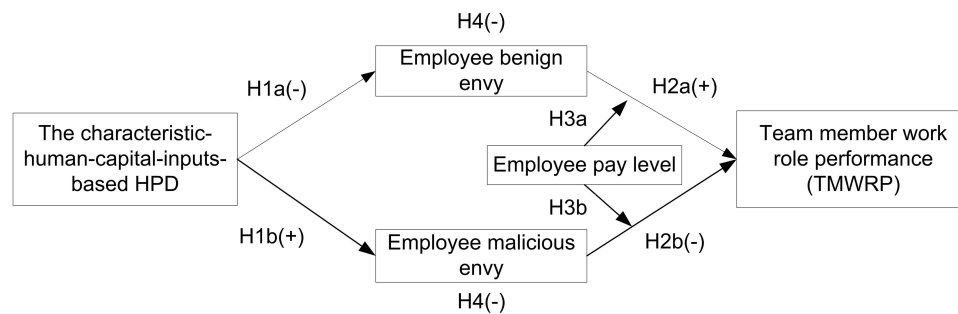 H4(-)
Employee benign
envy
H1a(-)
H2a(+)
H3a
The characteristic-
human-capital-inputs-
based HPD
Employee pay level
Team member work
role performance
(TMWRP)
H3b
H1b(+)
Employee malicious
envy
H2b(-)
H4(-)